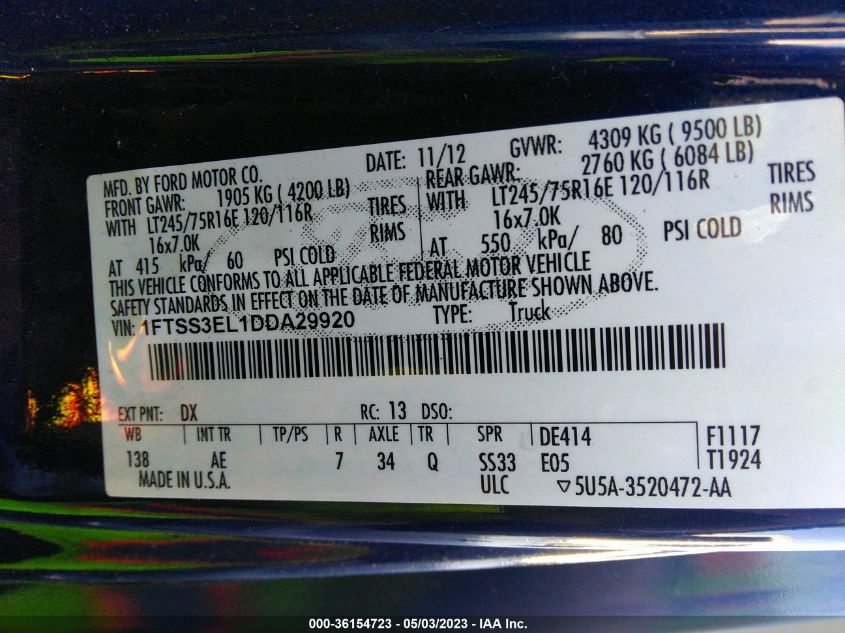 MFD. BY FORD MOTOR CO. DATE: 11/12 GVWR: 4309 KG ( 9500 LB)
FRONT GAWR: 1905 KG ( 4200 LB) REAR GAWR: 2760 KG ( 6084 LB)
WITH LT245/75R16E 120/116R TIRES WITH LT245/75R16E 120/116R TIRES
16x7.0K RIMS 16x7.0K RIMS
AT 415 kPa/ 60 PSI COLD AT 550 kPa/ 80 PSI COLD
THIS VEHICLE CONFORMS TO ALL APPLICABLE FEDERAL MOTOR VEHICLE
SAFETY STANDARDS IN EFFECT ON THE DATE OF MANUFACTURE SHOWN ABOVE.
VIN: 1FTSS3EL1DDA29920 TYPE: Truck
EXT PNT: DX RC: 13 DSO:
WB INT TR TP/PS R AXLE TR SPR DE414 F1117
138 AE 7 34 Q SS33 E05 T1924
MADE IN U.S.A. ULC ▽5U5A-3520472-AA
000-36154723 - 05/03/2023 - IAA Inc.